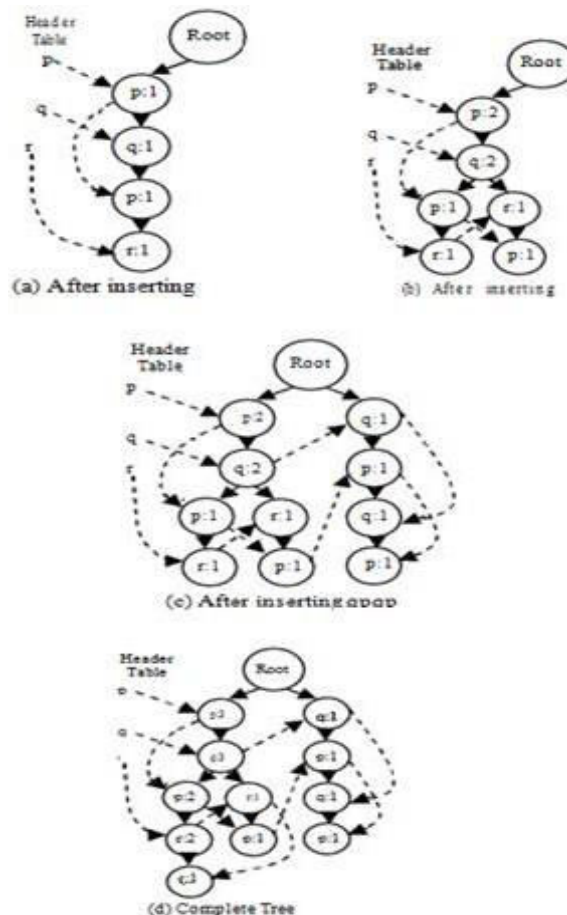 Header
Table
Root
p
p:1
q
q:1
r
p:1
r:1
(a) After inserting
Header
Table
Root
p
p:2
q
q:2
r
p:1
r:1
r:1
p:1
(b) After inserting
Header
Table
Root
p
p:2
q:1
q
q:2
p:1
r
p:1
r:1
q:1
r:1
p:1
p:1
(c) After inserting qpqp
Header
Table
Root
q:1
q:1
(d) Complete Tree